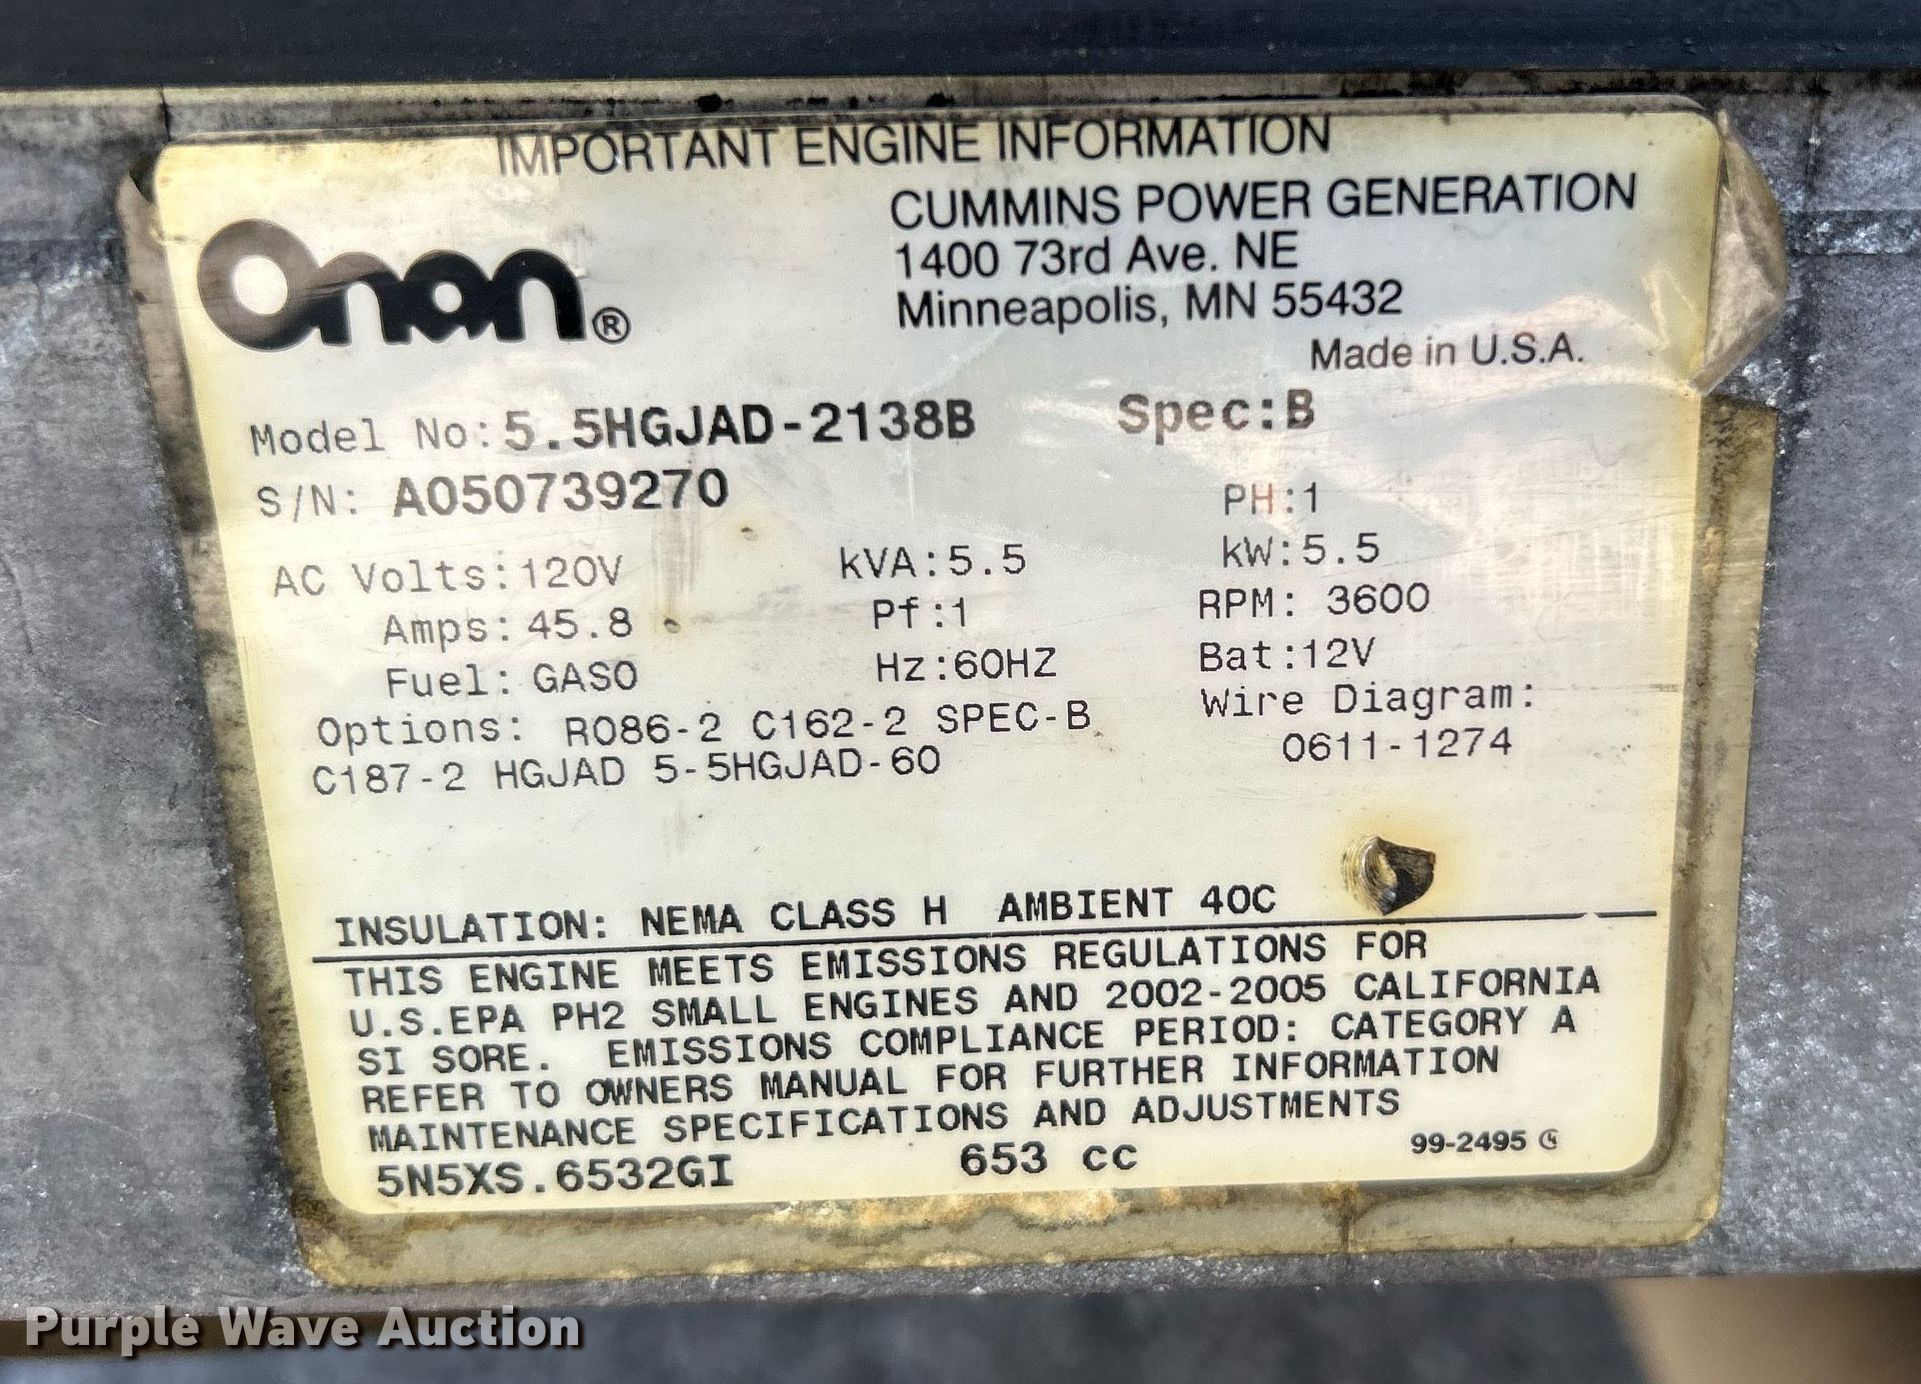 IMPORTANT ENGINE INFORMATION
Onan®
CUMMINS POWER GENERATION
1400 73rd Ave. NE
Minneapolis, MN 55432
Made in U.S.A.
Model No: 5.5HGJAD-2138B Spec:B
S/N: A050739270
PH:1
AC Volts:120V kVA:5.5 kW:5.5
Amps:45.8 Pf:1 RPM: 3600
Fuel: GASO Hz:60HZ Bat:12V
Options: R086-2 C162-2 SPEC-B
C187-2 HGJAD 5-5HGJAD-60
Wire Diagram:
0611-1274
INSULATION: NEMA CLASS H AMBIENT 40C
THIS ENGINE MEETS EMISSIONS REGULATIONS FOR
U.S.EPA PH2 SMALL ENGINES AND 2002-2005 CALIFORNIA
SI SORE. EMISSIONS COMPLIANCE PERIOD: CATEGORY A
REFER TO OWNERS MANUAL FOR FURTHER INFORMATION
MAINTENANCE SPECIFICATIONS AND ADJUSTMENTS
5N5XS.6532GI 653 cc 99-2495
Purple Wave Auction